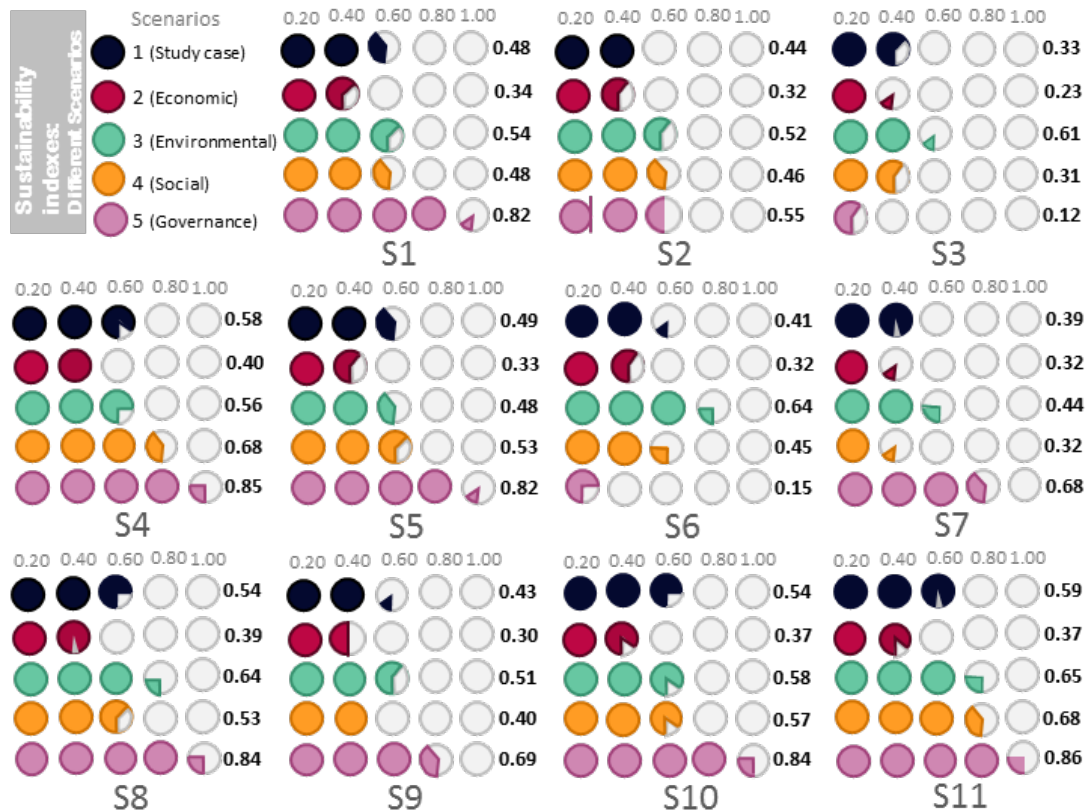 Sustainability
indexes:
Different Scenarios
Scenarios
1 (Study case)
2 (Economic)
3 (Environmental)
4 (Social)
5 (Governance)
0.20 0.40 0.60 0.80 1.00
0.48
0.34
0.54
0.48
0.82
S1
0.20 0.40 0.60 0.80 1.00
0.44
0.32
0.52
0.46
0.55
S2
0.20 0.40 0.60 0.80 1.00
0.33
0.23
0.61
0.31
0.12
S3
0.20 0.40 0.60 0.80 1.00
0.58
0.40
0.56
0.68
0.85
S4
0.20 0.40 0.60 0.80 1.00
0.49
0.33
0.48
0.53
0.82
S5
0.20 0.40 0.60 0.80 1.00
0.41
0.32
0.64
0.45
0.15
S6
0.20 0.40 0.60 0.80 1.00
0.39
0.32
0.44
0.32
0.68
S7
0.20 0.40 0.60 0.80 1.00
0.54
0.39
0.64
0.53
0.84
S8
0.20 0.40 0.60 0.80 1.00
0.43
0.30
0.51
0.40
0.69
S9
0.20 0.40 0.60 0.80 1.00
0.54
0.37
0.58
0.57
0.84
S10
0.20 0.40 0.60 0.80 1.00
0.59
0.37
0.65
0.68
0.86
S11